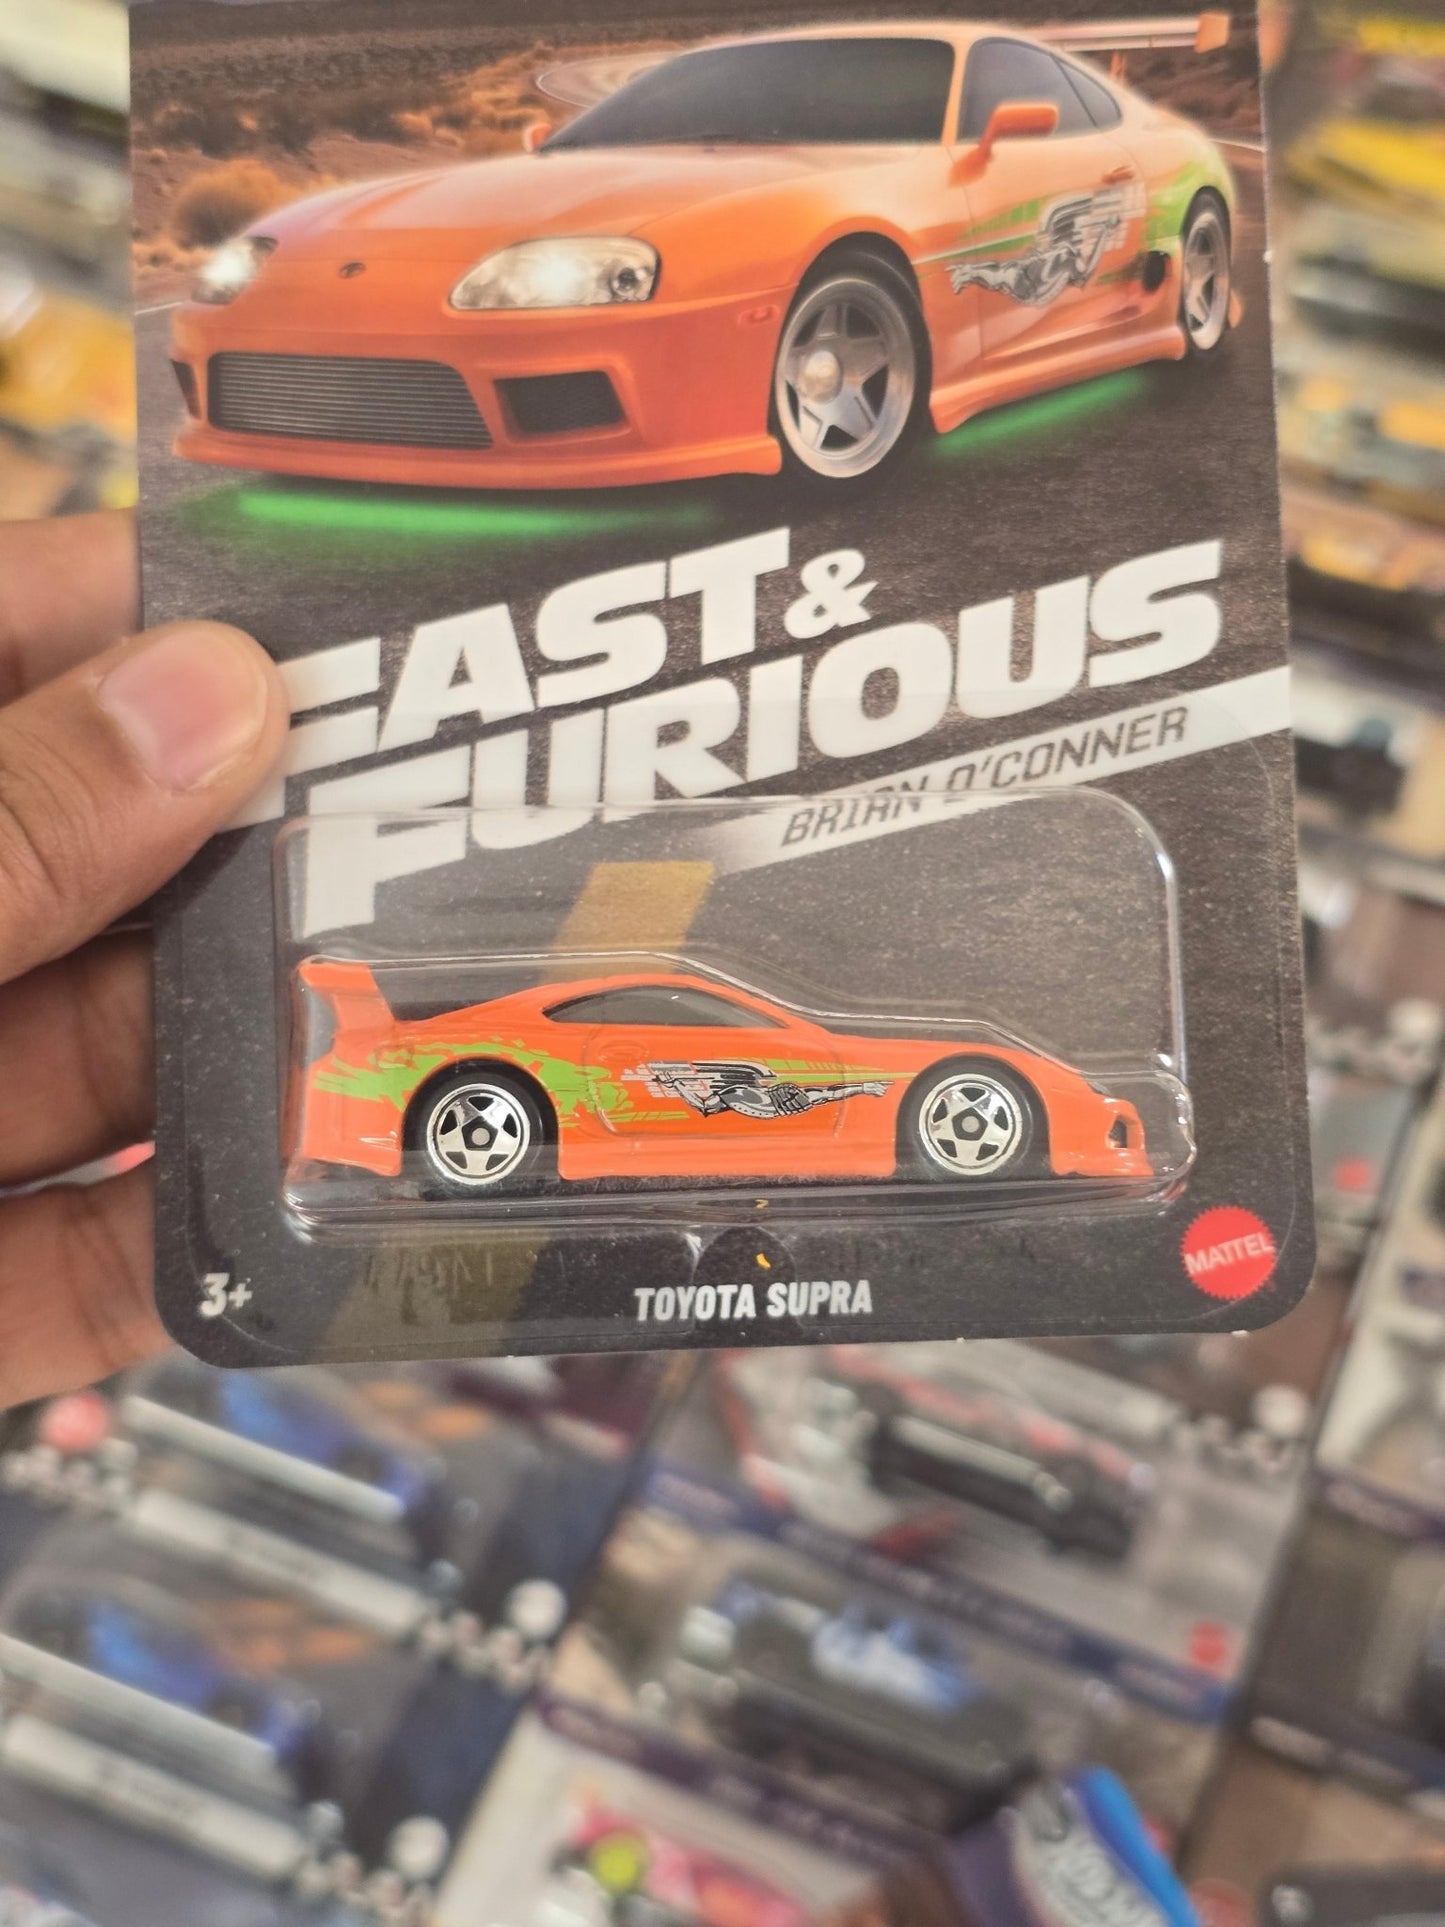 FAST &
FURIOUS
BRIAN O'CONNER
3+
TOYOTA SUPRA
MATTEL